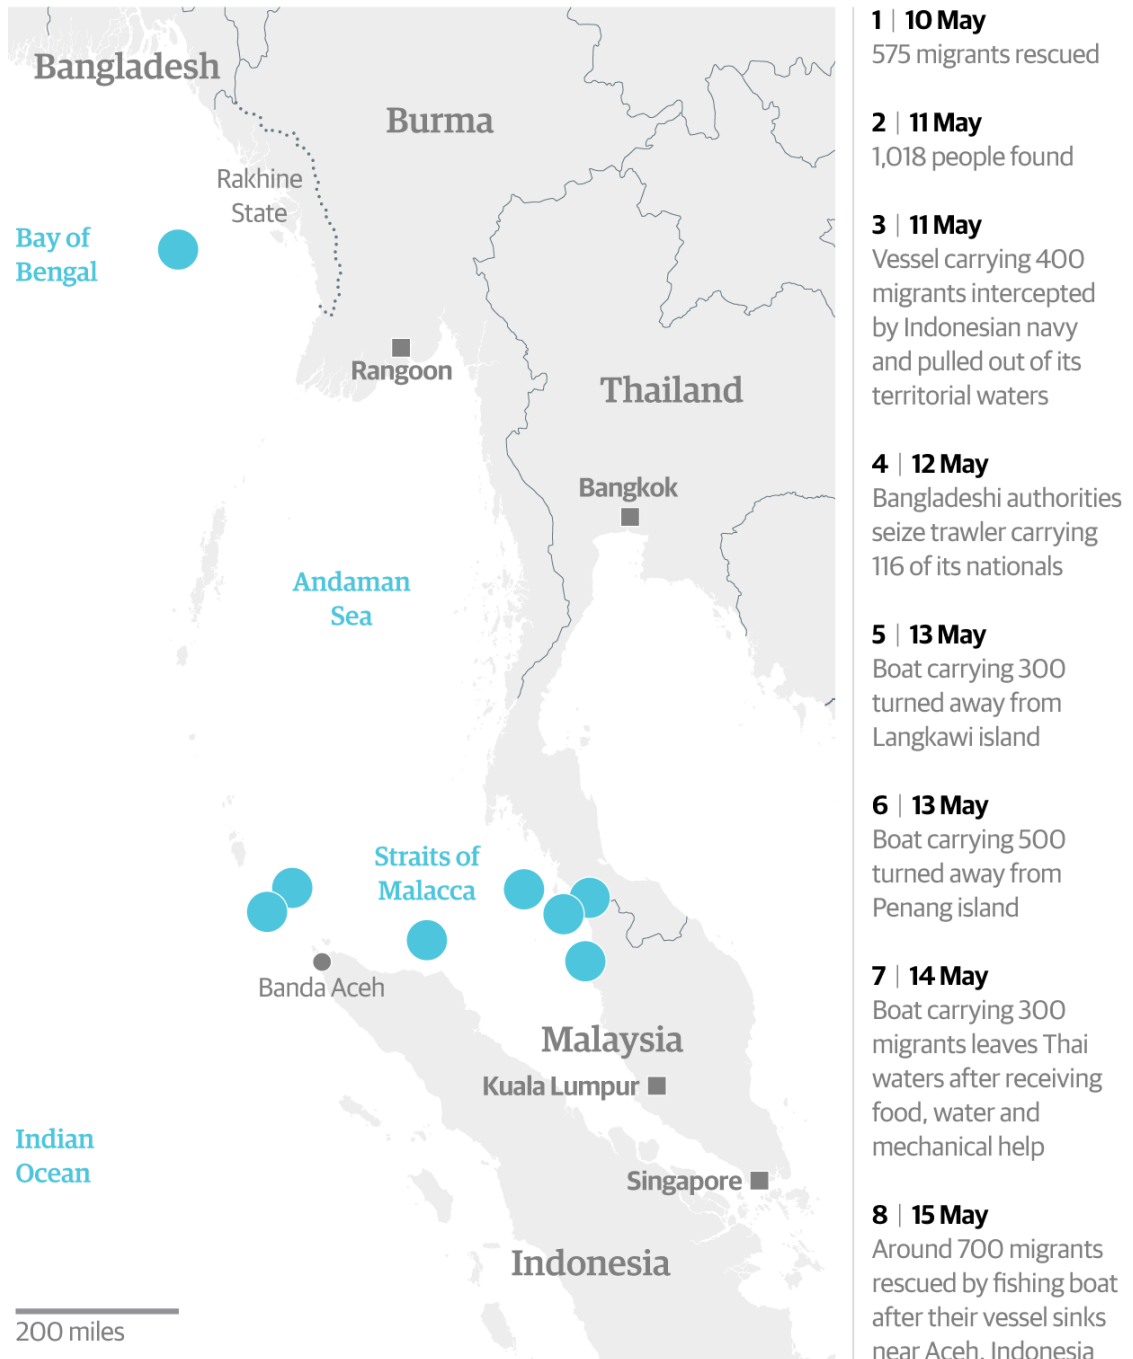 Bangladesh
Burma
Rakhine
State
Bay of
Bengal
Rangoon
Thailand
Bangkok
Andaman
Sea
Straits of
Malacca
Banda Aceh
Malaysia
Kuala Lumpur
Indian
Ocean
Singapore
Indonesia
200 miles
1 | 10 May
575 migrants rescued
2 | 11 May
1,018 people found
3 | 11 May
Vessel carrying 400
migrants intercepted
by Indonesian navy
and pulled out of its
territorial waters
4 | 12 May
Bangladeshi authorities
seize trawler carrying
116 of its nationals
5 | 13 May
Boat carrying 300
turned away from
Langkawi island
6 | 13 May
Boat carrying 500
turned away from
Penang island
7 | 14 May
Boat carrying 300
migrants leaves Thai
waters after receiving
food, water and
mechanical help
8 | 15 May
Around 700 migrants
rescued by fishing boat
after their vessel sinks
near Aceh, Indonesia